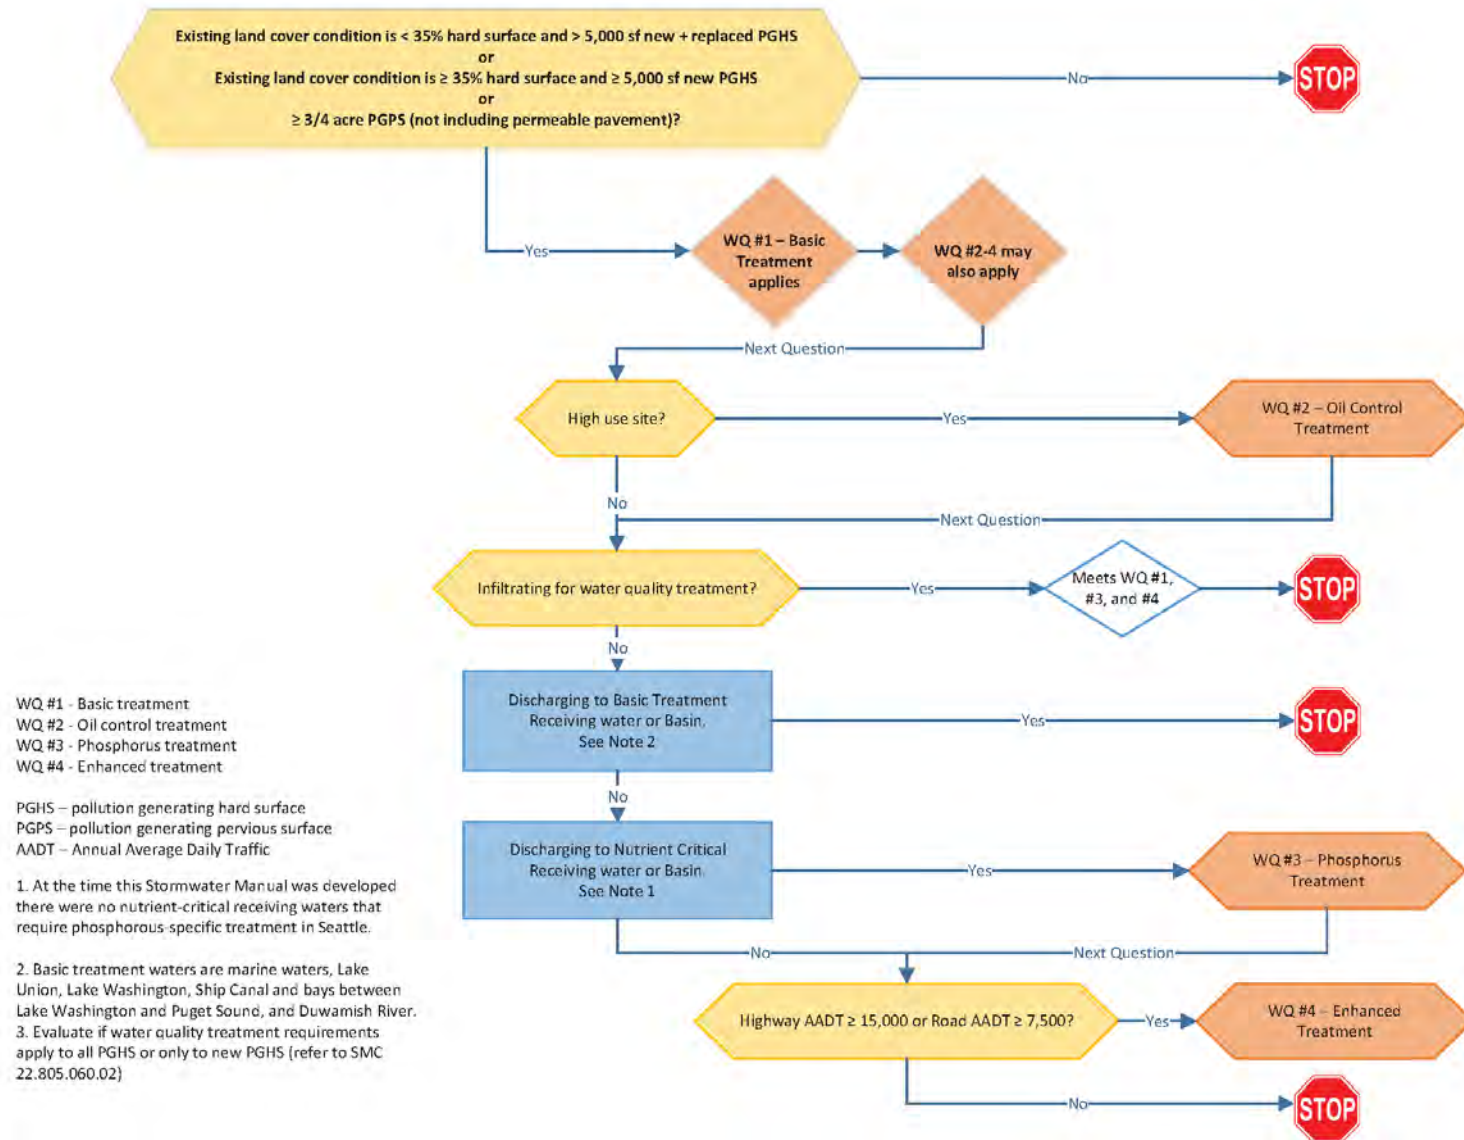 Existing land cover condition is < 35% hard surface and > 5,000 sf new + replaced PGHS
or
Existing land cover condition is ≥ 35% hard surface and ≥ 5,000 sf new PGHS
or
≥ 3/4 acre PGPS (not including permeable pavement)?
No
STOP
Yes
WQ #1 – Basic
Treatment
applies
WQ #2-4 may
also apply
Next Question
High use site?
Yes
WQ #2 – Oil Control
Treatment
No
Next Question
Infiltrating for water quality treatment?
Yes
Meets WQ #1,
#3, and #4
STOP
No
Discharging to Basic Treatment
Receiving water or Basin.
See Note 2
Yes
STOP
No
Discharging to Nutrient Critical
Receiving water or Basin.
See Note 1
Yes
WQ #3 – Phosphorus
Treatment
No
Next Question
Highway AADT ≥ 15,000 or Road AADT ≥ 7,500?
Yes
WQ #4 – Enhanced
Treatment
No
STOP
WQ #1 - Basic treatment
WQ #2 - Oil control treatment
WQ #3 - Phosphorus treatment
WQ #4 - Enhanced treatment
PGHS – pollution generating hard surface
PGPS – pollution generating pervious surface
AADT – Annual Average Daily Traffic
1. At the time this Stormwater Manual was developed
there were no nutrient-critical receiving waters that
require phosphorous-specific treatment in Seattle.
2. Basic treatment waters are marine waters, Lake
Union, Lake Washington, Ship Canal and bays between
Lake Washington and Puget Sound, and Duwamish River.
3. Evaluate if water quality treatment requirements
apply to all PGHS or only to new PGHS (refer to SMC
22.805.060.02)